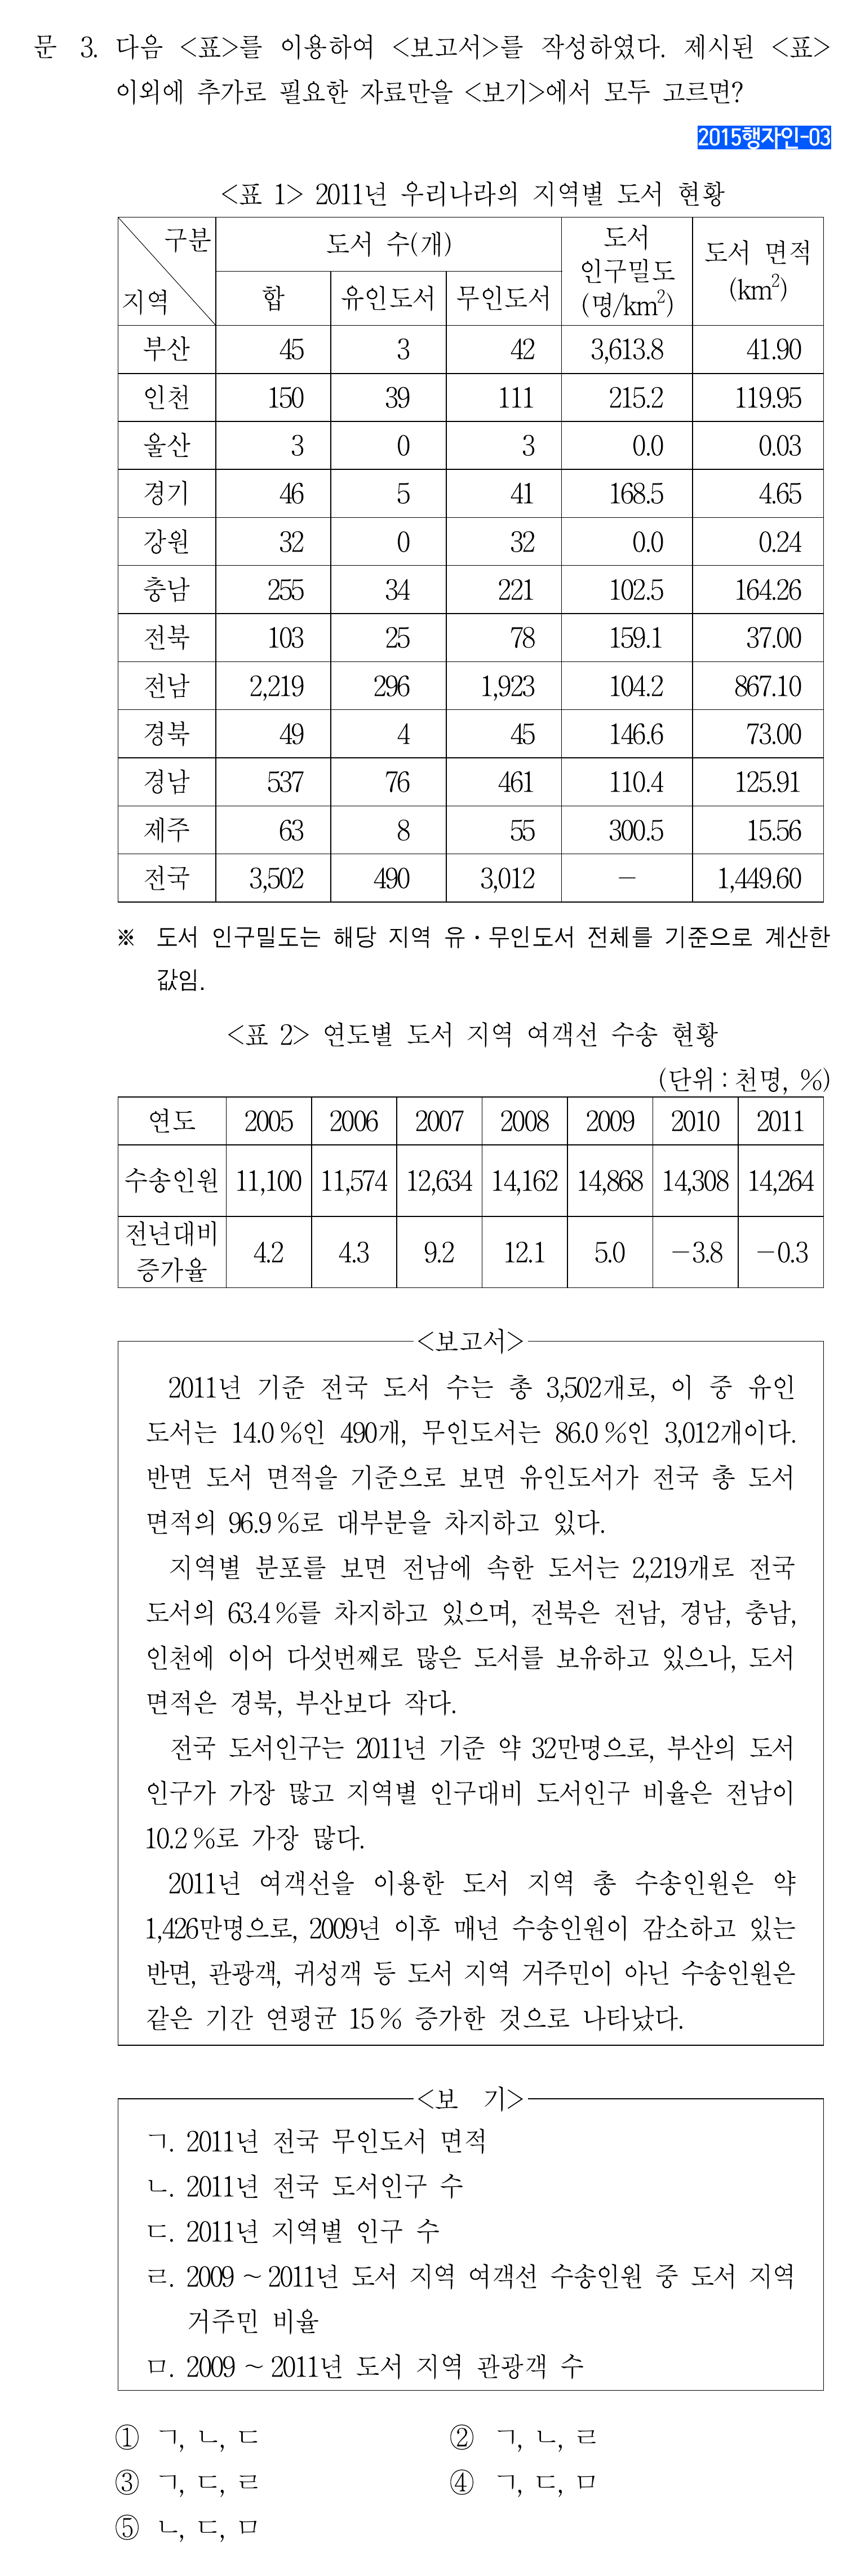 문 3. 다음 <표>를 이용하여 <보고서>를 작성하였다. 제시된 <표>
이외에 추가로 필요한 자료만을 <보기>에서 모두 고르면?
2015행자인-03
<표 1> 2011년 우리나라의 지역별 도서 현황
구분 지역 도서 수(개) 도서 인구밀도 (명/km²) 도서 면적 (km²)
합 유인도서 무인도서
부산 45 3 42 3,613.8 41.90
인천 150 39 111 215.2 119.95
울산 3 0 3 0.0 0.03
경기 46 5 41 168.5 4.65
강원 32 0 32 0.0 0.24
충남 255 34 221 102.5 164.26
전북 103 25 78 159.1 37.00
전남 2,219 296 1,923 104.2 867.10
경북 49 4 45 146.6 73.00
경남 537 76 461 110.4 125.91
제주 63 8 55 300.5 15.56
전국 3,502 490 3,012 － 1,449.60
※ 도서 인구밀도는 해당 지역 유·무인도서 전체를 기준으로 계산한
값임.
<표 2> 연도별 도서 지역 여객선 수송 현황
(단위 : 천명, %)
연도 2005 2006 2007 2008 2009 2010 2011
수송인원 11,100 11,574 12,634 14,162 14,868 14,308 14,264
전년대비 증가율 4.2 4.3 9.2 12.1 5.0 －3.8 －0.3
<보고서>
2011년 기준 전국 도서 수는 총 3,502개로, 이 중 유인
도서는 14.0 %인 490개, 무인도서는 86.0 %인 3,012개이다.
반면 도서 면적을 기준으로 보면 유인도서가 전국 총 도서
면적의 96.9 %로 대부분을 차지하고 있다.
지역별 분포를 보면 전남에 속한 도서는 2,219개로 전국
도서의 63.4 %를 차지하고 있으며, 전북은 전남, 경남, 충남,
인천에 이어 다섯번째로 많은 도서를 보유하고 있으나, 도서
면적은 경북, 부산보다 작다.
전국 도서인구는 2011년 기준 약 32만명으로, 부산의 도서
인구가 가장 많고 지역별 인구대비 도서인구 비율은 전남이
10.2 %로 가장 많다.
2011년 여객선을 이용한 도서 지역 총 수송인원은 약
1,426만명으로, 2009년 이후 매년 수송인원이 감소하고 있는
반면, 관광객, 귀성객 등 도서 지역 거주민이 아닌 수송인원은
같은 기간 연평균 15 % 증가한 것으로 나타났다.
<보 기>
ㄱ. 2011년 전국 무인도서 면적
ㄴ. 2011년 전국 도서인구 수
ㄷ. 2011년 지역별 인구 수
ㄹ. 2009 ~ 2011년 도서 지역 여객선 수송인원 중 도서 지역
거주민 비율
ㅁ. 2009 ~ 2011년 도서 지역 관광객 수
① ㄱ, ㄴ, ㄷ ② ㄱ, ㄴ, ㄹ
③ ㄱ, ㄷ, ㄹ ④ ㄱ, ㄷ, ㅁ
⑤ ㄴ, ㄷ, ㅁ